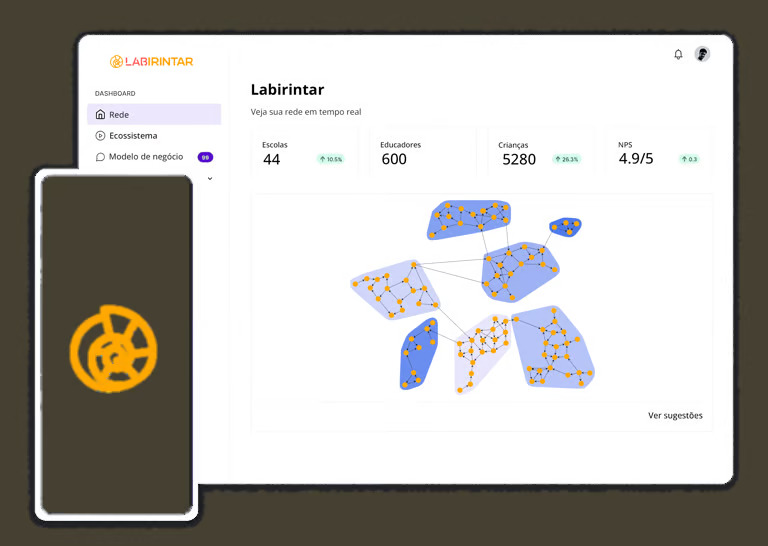 LABIRINTAR
DASHBOARD
Rede
Ecossistema
Modelo de negócio 99
Labirintar
Veja sua rede em tempo real
Escolas
44 10.5%
Educadores
600
Crianças
5280 26.3%
NPS
4.9/5 0.3
Ver sugestões